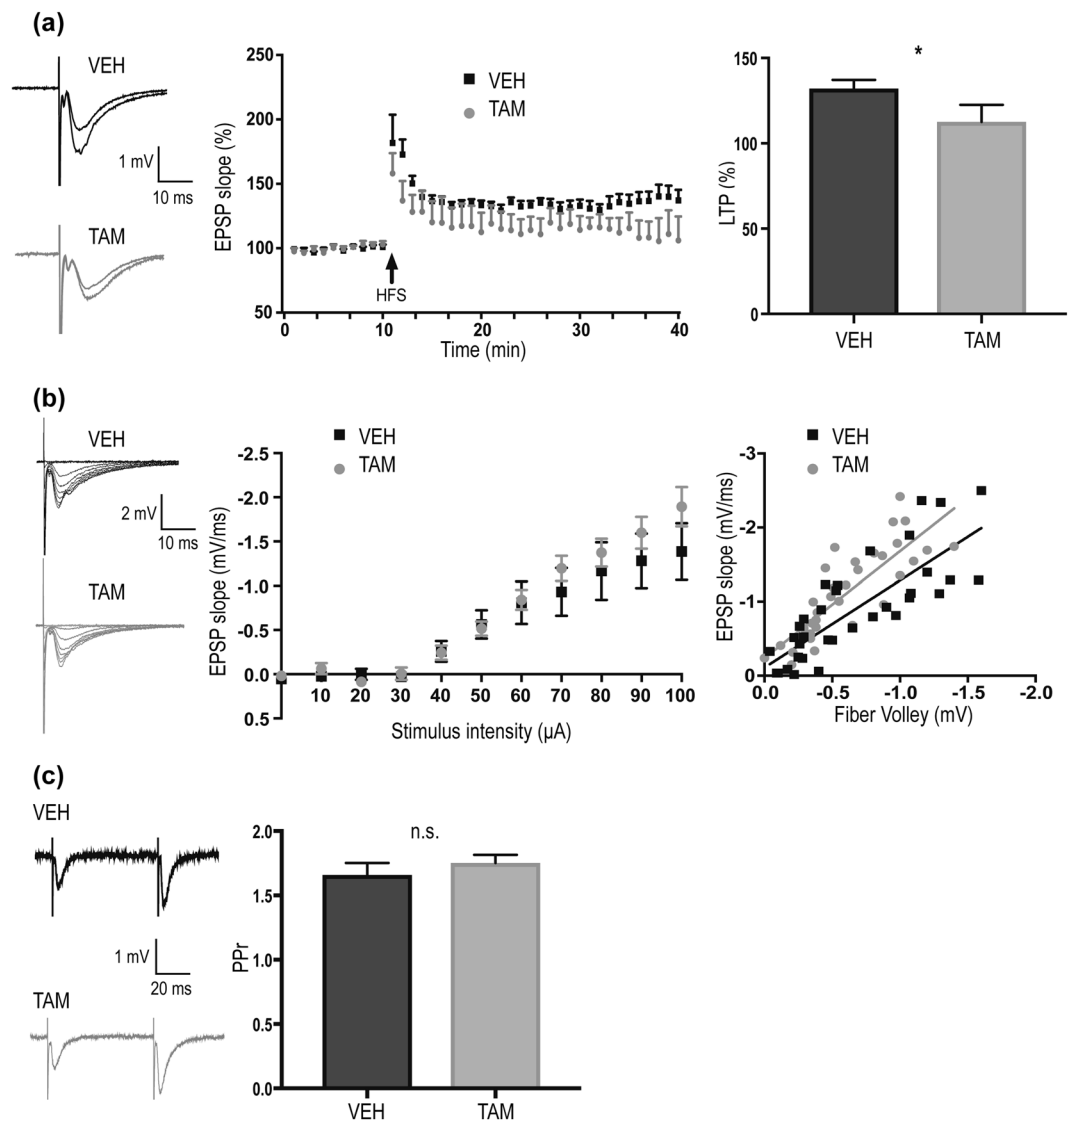 (a)
VEH
1 mV
10 ms
TAM
EPSP slope (%)
250
200
150
100
50
VEH
TAM
HFS
0
10
20
30
40
Time (min)
*
LTP (%)
150
100
50
0
VEH
TAM
(b)
VEH
2 mV
10 ms
TAM
EPSP slope (mV/ms)
VEH
TAM
-2.5
-2.0
-1.5
-1.0
-0.5
0.0
0.5
10
20
30
40
50
60
70
80
90
100
Stimulus intensity (µA)
EPSP slope (mV/ms)
VEH
TAM
-3
-2
-1
0
0.0
-0.5
-1.0
-1.5
-2.0
Fiber Volley (mV)
(c)
VEH
1 mV
20 ms
TAM
PPr
n.s.
2.0
1.5
1.0
0.5
0.0
VEH
TAM